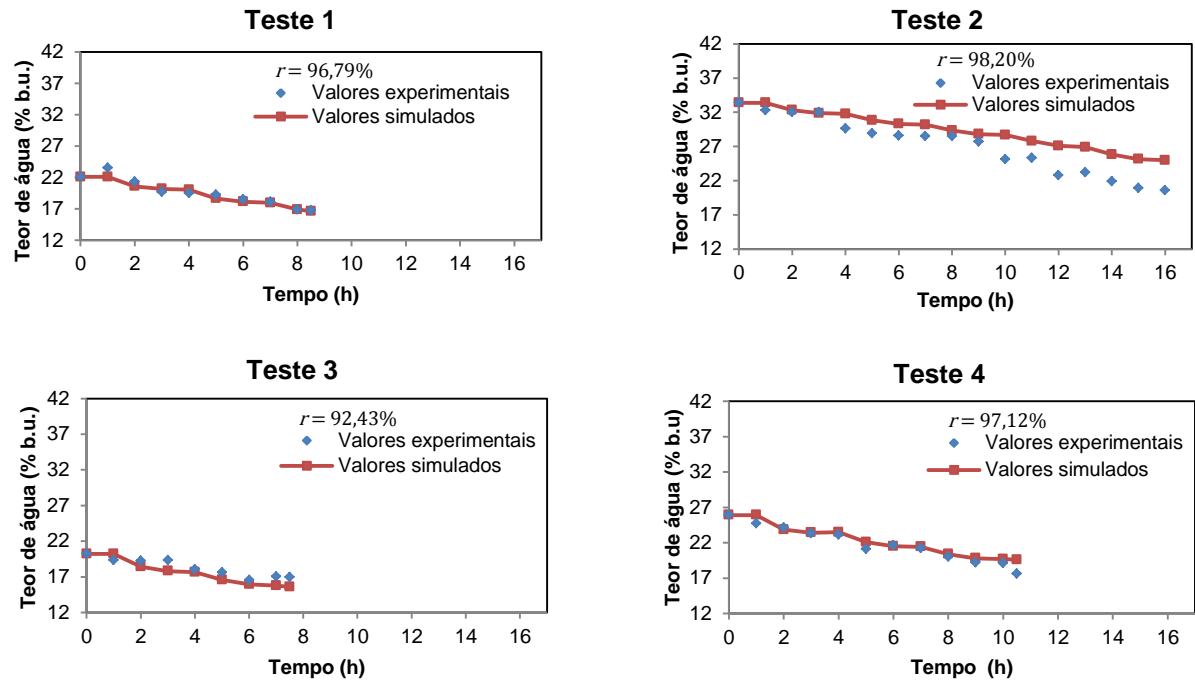 Teste 1
Teor de água (% b.u.)
42
37
32
27
22
17
12
r = 96,79%
Valores experimentais
Valores simulados
0 2 4 6 8 10 12 14 16
Tempo (h)
Teste 2
Teor de água (% b.u.)
42
37
32
27
22
17
12
r = 98,20%
Valores experimentais
Valores simulados
0 2 4 6 8 10 12 14 16
Tempo (h)
Teste 3
Teor de água (% b.u.)
42
37
32
27
22
17
12
r = 92,43%
Valores experimentais
Valores simulados
0 2 4 6 8 10 12 14 16
Tempo (h)
Teste 4
Teor de água (% b.u)
42
37
32
27
22
17
12
r = 97,12%
Valores experimentais
Valores simulados
0 2 4 6 8 10 12 14 16
Tempo (h)